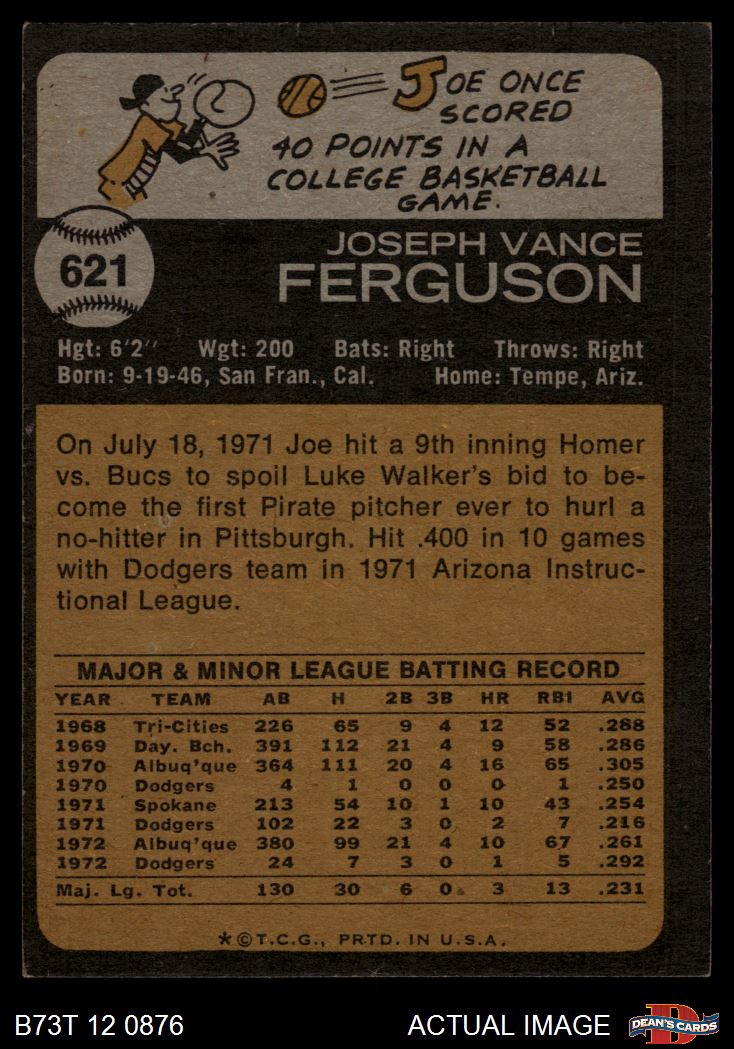 JOE ONCE
SCORED
40 POINTS IN A
COLLEGE BASKETBALL
GAME.
621
JOSEPH VANCE
FERGUSON
Hgt: 6'2" Wgt: 200 Bats: Right Throws: Right
Born: 9-19-46, San Fran., Cal. Home: Tempe, Ariz.
On July 18, 1971 Joe hit a 9th inning Homer
vs. Bucs to spoil Luke Walker's bid to be-
come the first Pirate pitcher ever to hurl a
no-hitter in Pittsburgh. Hit .400 in 10 games
with Dodgers team in 1971 Arizona Instruc-
tional League.
MAJOR & MINOR LEAGUE BATTING RECORD
YEAR TEAM AB H 2B 3B HR RBI AVG
1968 Tri-Cities 226 65 9 4 12 52 .288
1969 Day. Bch. 391 112 21 4 9 58 .286
1970 Albuq'que 364 111 20 4 16 65 .305
1970 Dodgers 4 1 0 0 0 1 .250
1971 Spokane 213 54 10 1 10 43 .254
1971 Dodgers 102 22 3 0 2 7 .216
1972 Albuq'que 380 99 21 4 10 67 .261
1972 Dodgers 24 7 3 0 1 5 .292
Maj. Lg. Tot. 130 30 6 0 3 13 .231
*©T.C.G., PRTD. IN U.S.A.
B73T 12 0876 ACTUAL IMAGE D DEAN'S CARDS